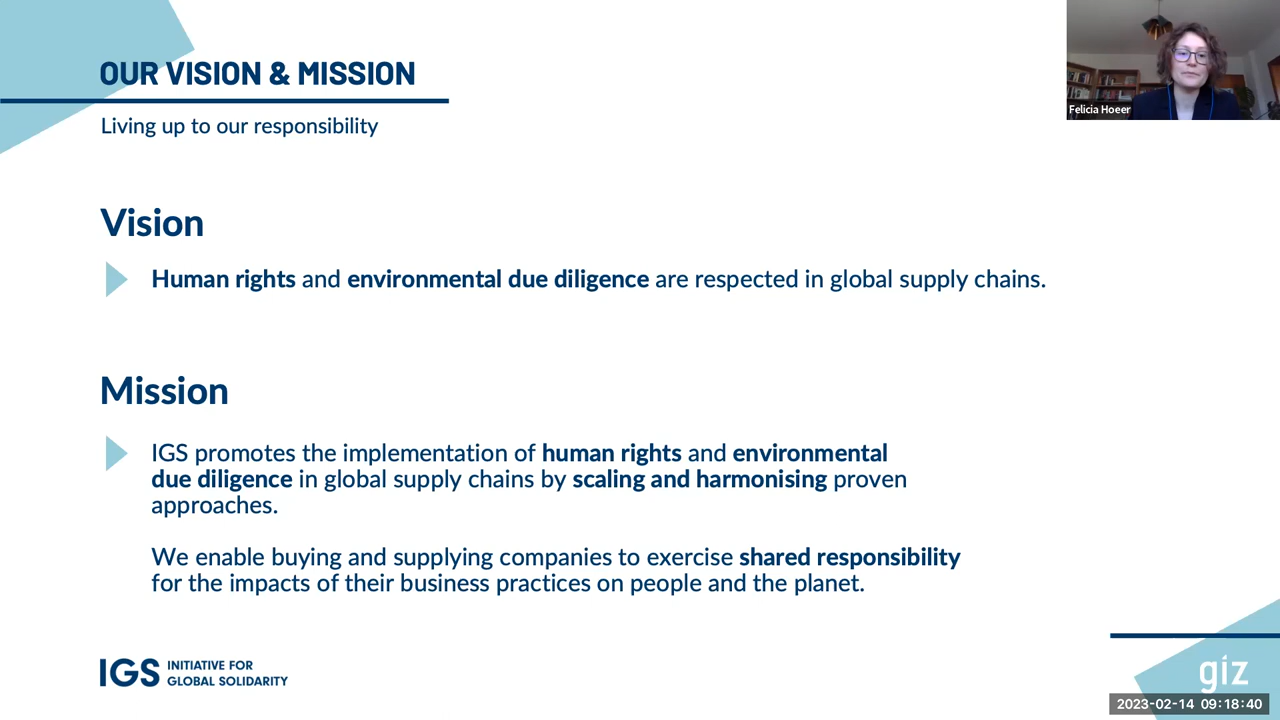 OUR VISION & MISSION
Living up to our responsibility
Felicia Hoeer
Vision
Human rights and environmental due diligence are respected in global supply chains.
Mission
IGS promotes the implementation of human rights and environmental
due diligence in global supply chains by scaling and harmonising proven
approaches.
We enable buying and supplying companies to exercise shared responsibility
for the impacts of their business practices on people and the planet.
IGS INITIATIVE FOR
GLOBAL SOLIDARITY
giz
2023-02-14 09:18:40